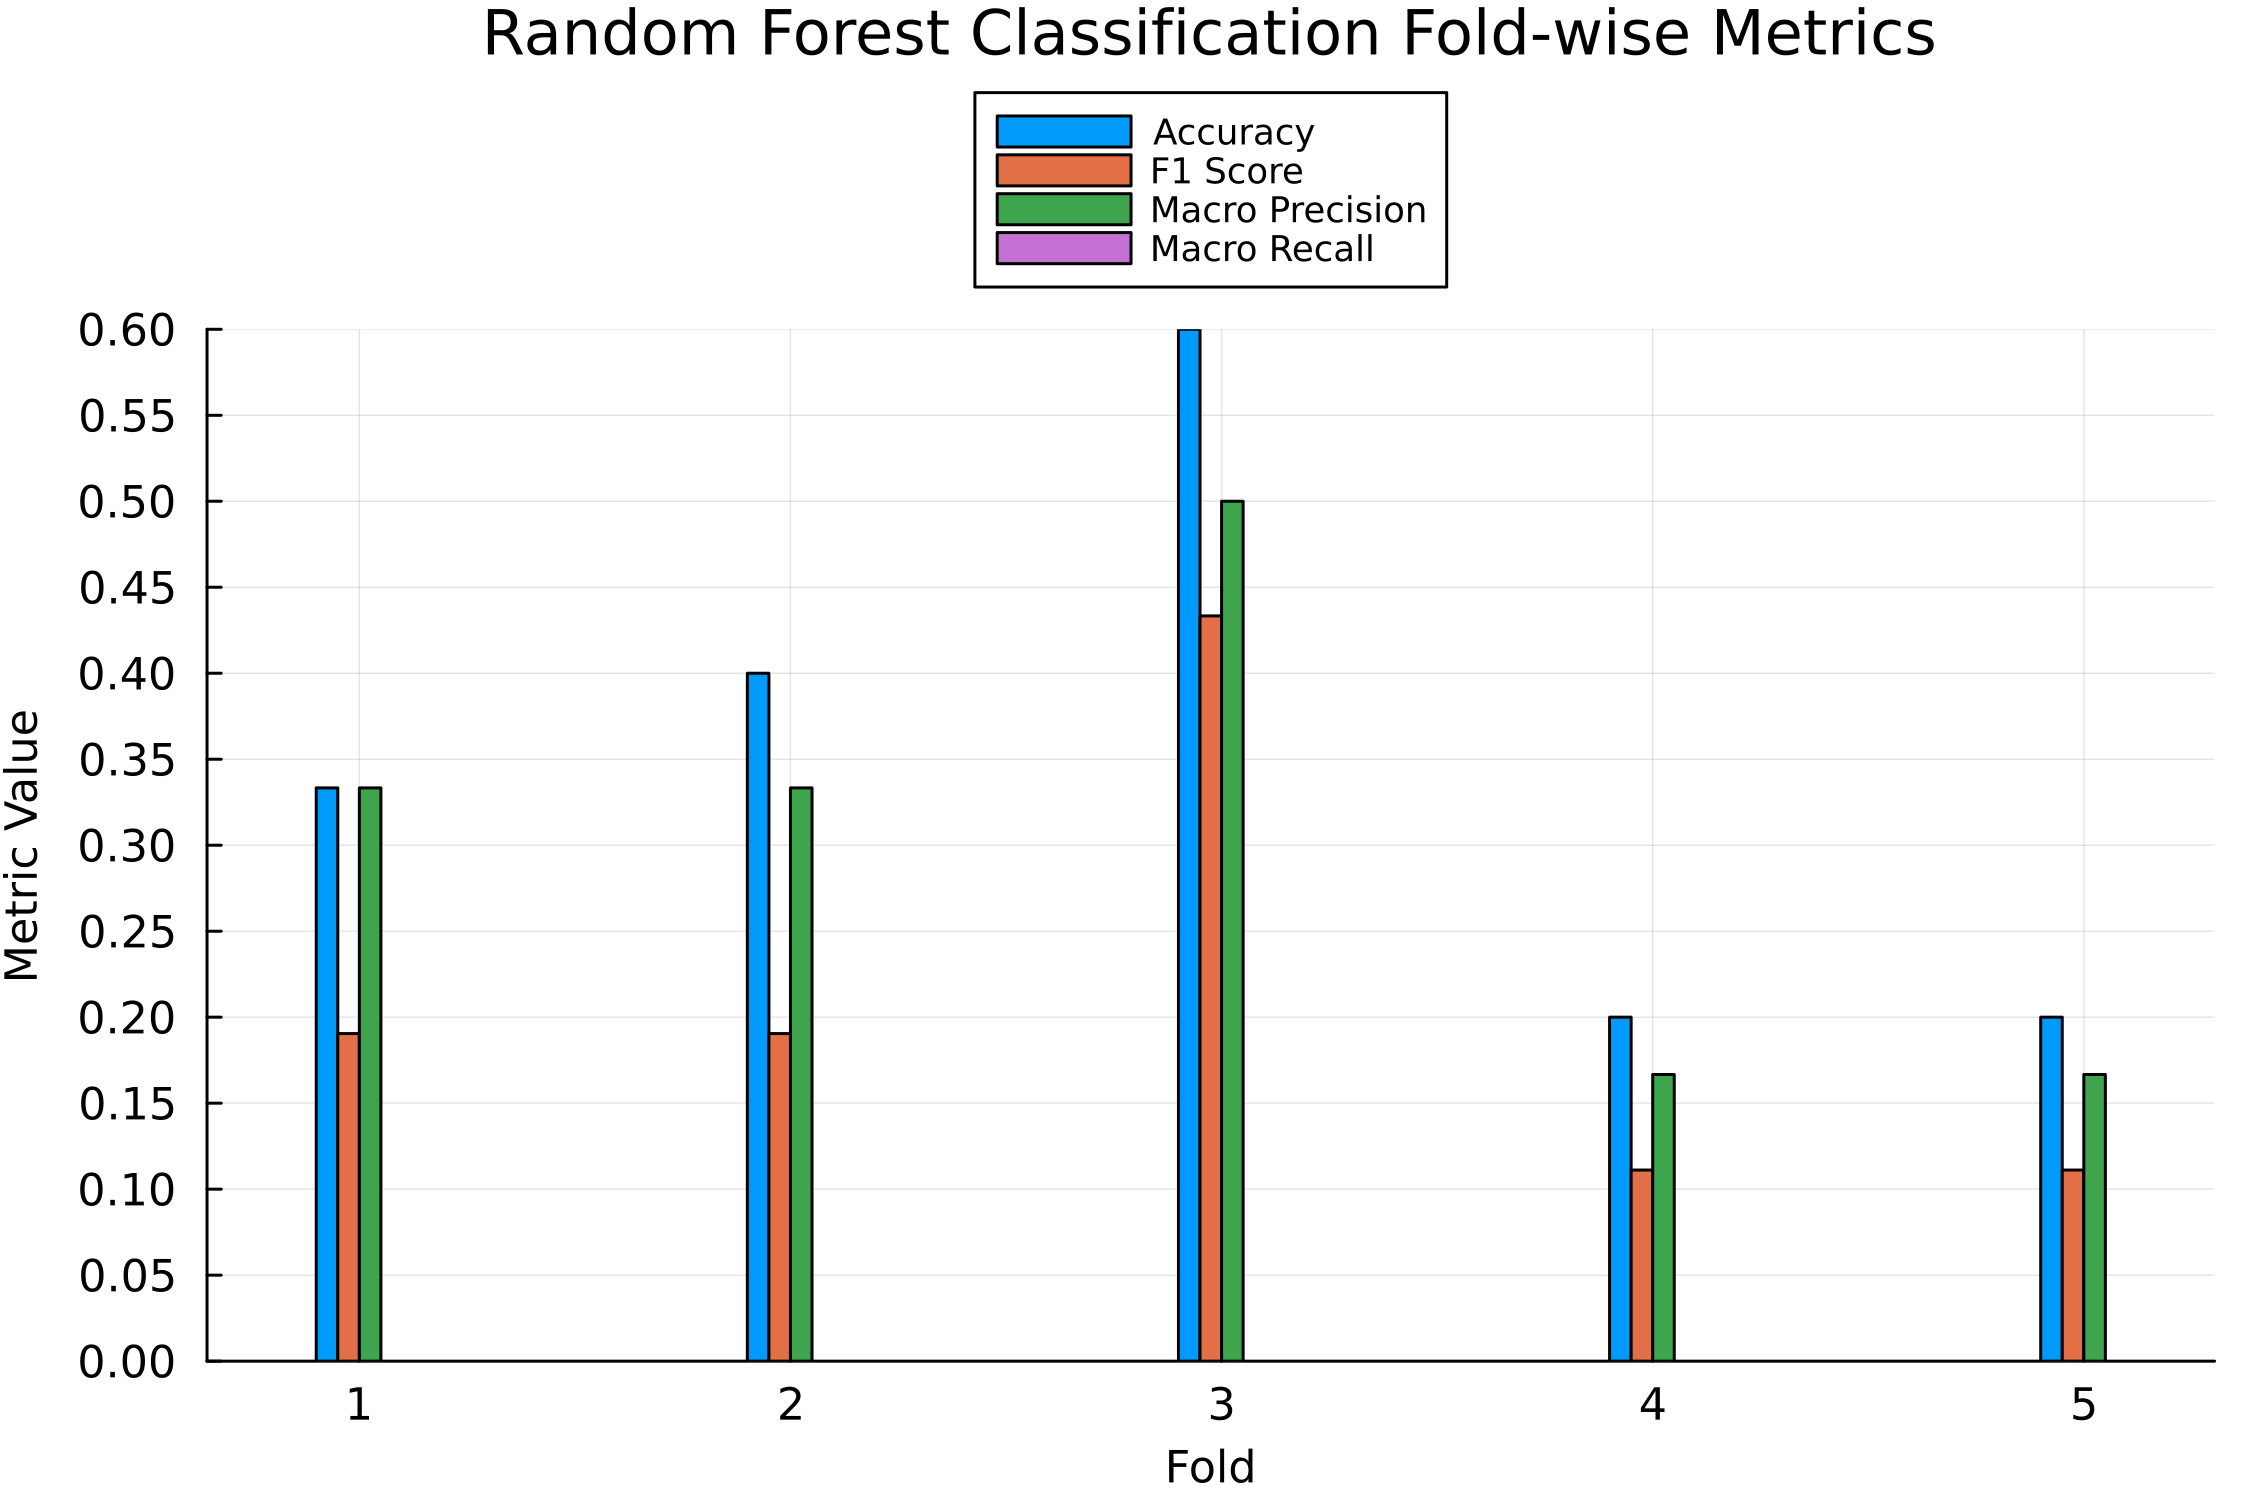 Random Forest Classification Fold-wise Metrics
Accuracy
F1 Score
Macro Precision
Macro Recall
0.60
0.55
0.50
0.45
0.40
0.35
0.30
0.25
0.20
0.15
0.10
0.05
0.00
Metric Value
1 2 3 4 5
Fold